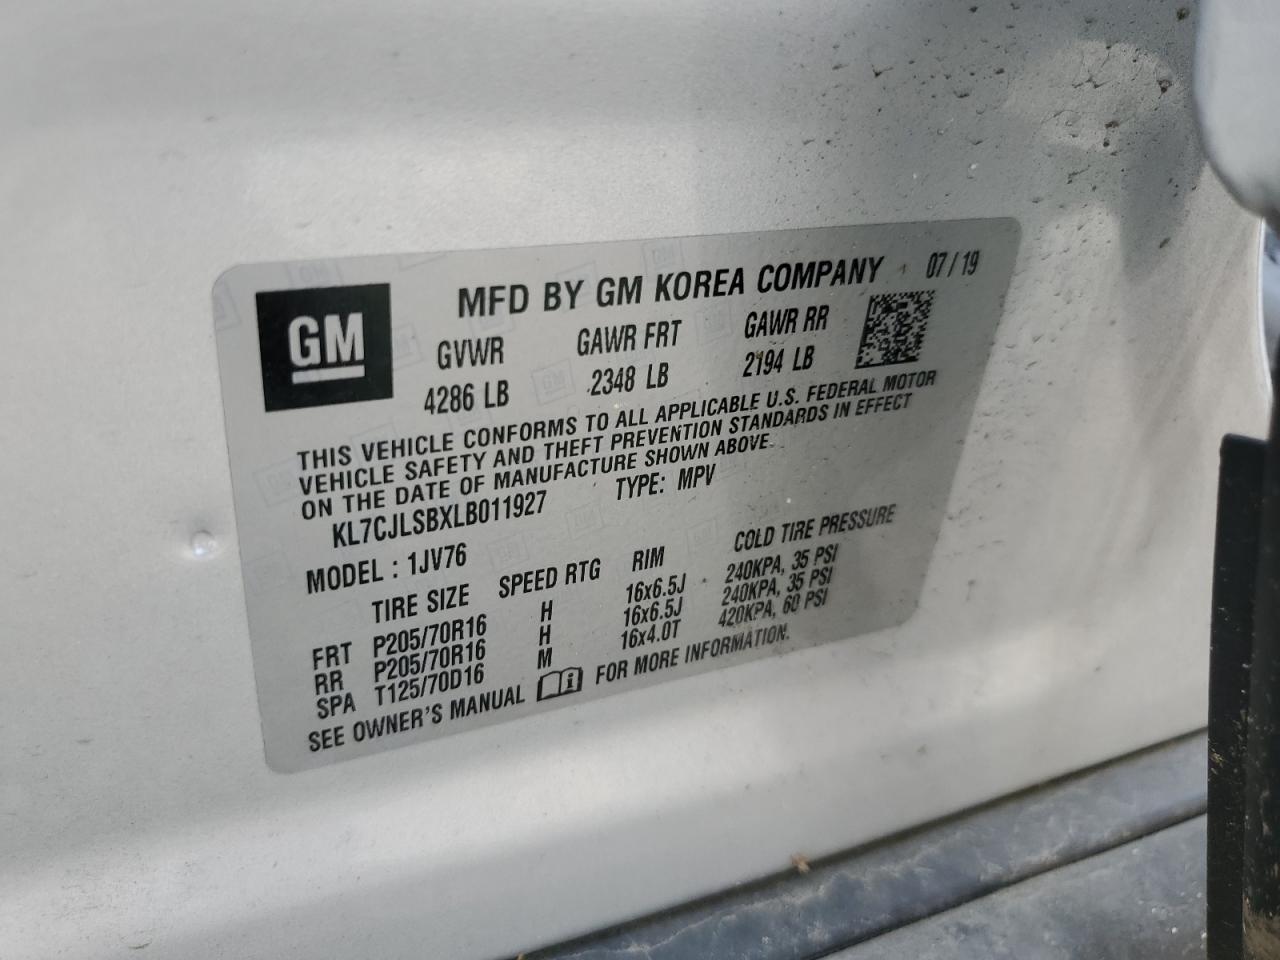 GM
MFD BY GM KOREA COMPANY 07/19
GVWR GAWR FRT GAWR RR
4286 LB 2348 LB 2194 LB
THIS VEHICLE CONFORMS TO ALL APPLICABLE U.S. FEDERAL MOTOR
VEHICLE SAFETY AND THEFT PREVENTION STANDARDS IN EFFECT
ON THE DATE OF MANUFACTURE SHOWN ABOVE.
KL7CJLSBXLB011927 TYPE: MPV
MODEL : 1JV76
TIRE SIZE SPEED RTG RIM COLD TIRE PRESSURE
FRT P205/70R16 H 16x6.5J 240KPA, 35 PSI
RR P205/70R16 H 16x6.5J 240KPA, 35 PSI
SPA T125/70D16 M 16x4.0T 420KPA, 60 PSI
SEE OWNER'S MANUAL i FOR MORE INFORMATION.